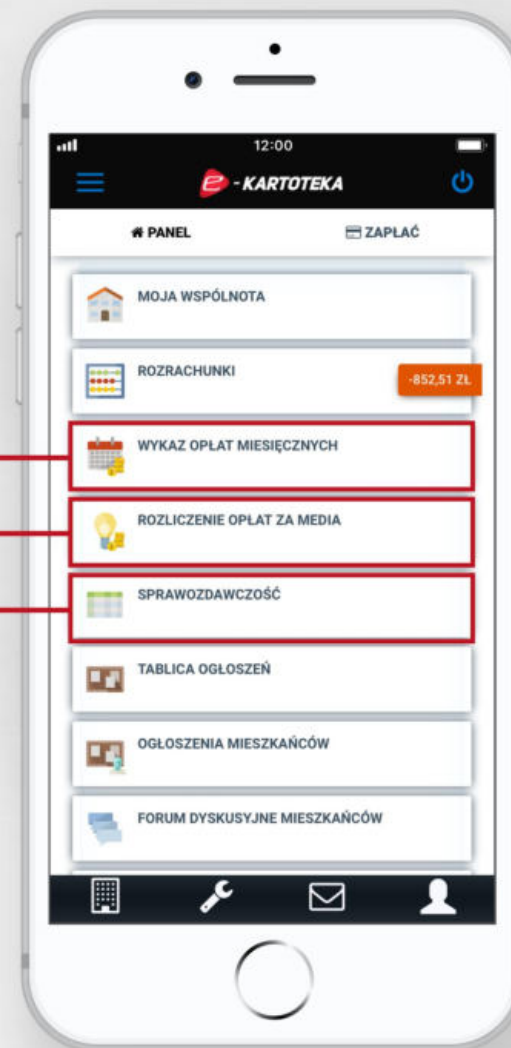 12:00
e - KARTOTEKA
PANEL ZAPŁAĆ
MOJA WSPÓLNOTA
ROZRACHUNKI
-852,51 ZŁ
WYKAZ OPŁAT MIESIĘCZNYCH
ROZLICZENIE OPŁAT ZA MEDIA
SPRAWOZDAWCZOŚĆ
TABLICA OGŁOSZEŃ
OGŁOSZENIA MIESZKAŃCÓW
FORUM DYSKUSYJNE MIESZKAŃCÓW